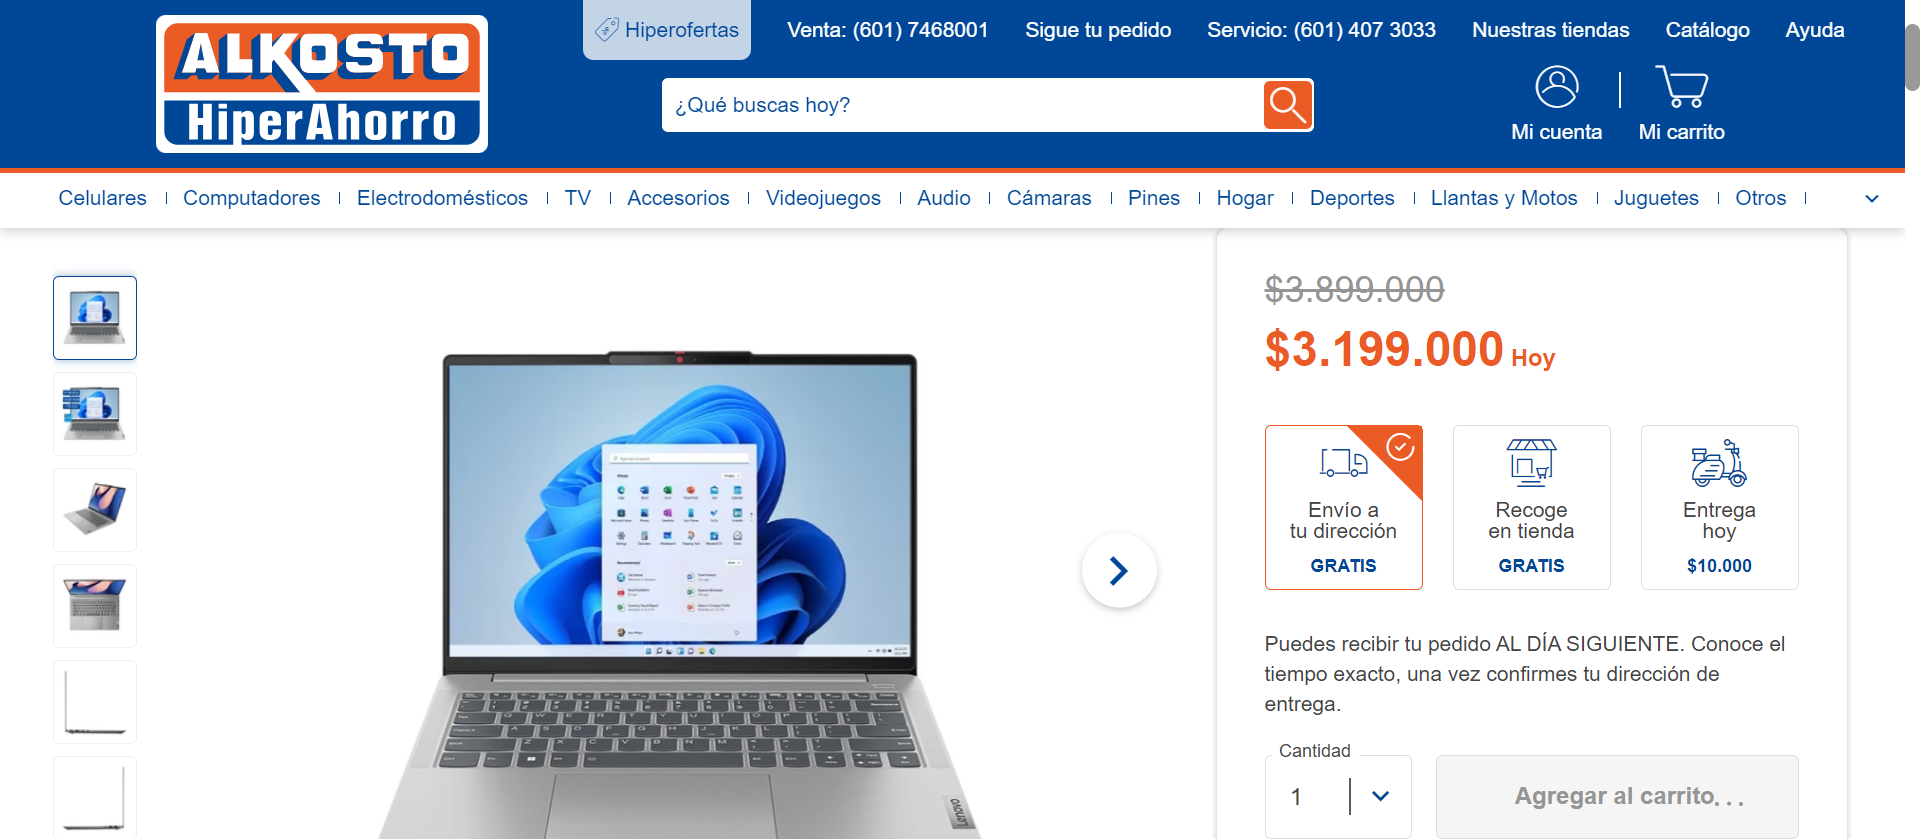 ALKOSTO
HiperAhorro
Hiperofertas
Venta: (601) 7468001
Sigue tu pedido
Servicio: (601) 407 3033
Nuestras tiendas
Catálogo
Ayuda
¿Qué buscas hoy?
Mi cuenta
Mi carrito
Celulares
Computadores
Electrodomésticos
TV
Accesorios
Videojuegos
Audio
Cámaras
Pines
Hogar
Deportes
Llantas y Motos
Juguetes
Otros
$3.899.000
$3.199.000 Hoy
Envío a
tu dirección
GRATIS
Recoge
en tienda
GRATIS
Entrega
hoy
$10.000
Puedes recibir tu pedido AL DÍA SIGUIENTE. Conoce el
tiempo exacto, una vez confirmes tu dirección de
entrega.
Cantidad
1
Agregar al carrito...
Lenovo